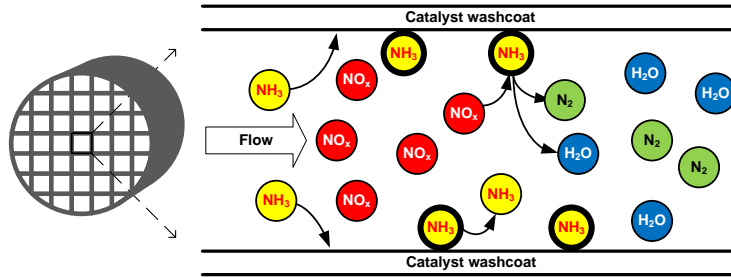 Catalyst washcoat
NH₃
NH₃
H₂O
NOₓ
H₂O
NH₃
N₂
NOₓ
Flow
NOₓ
N₂
NOₓ
H₂O
N₂
NH₃
NOₓ
NH₃
H₂O
NH₃
NH₃
Catalyst washcoat